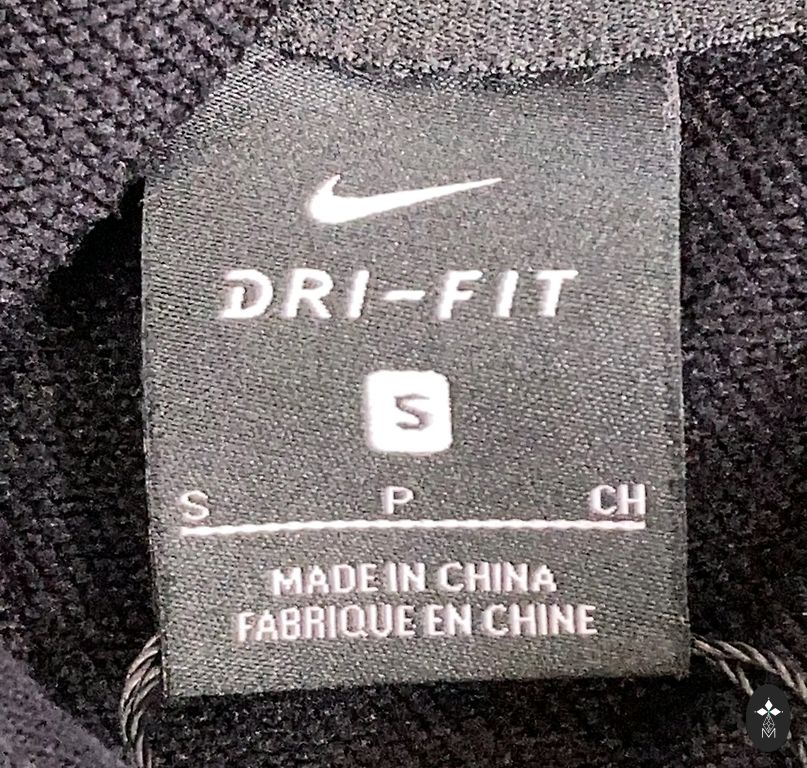 DRI-FIT
S
S P CH
MADE IN CHINA
FABRIQUE EN CHINE
M